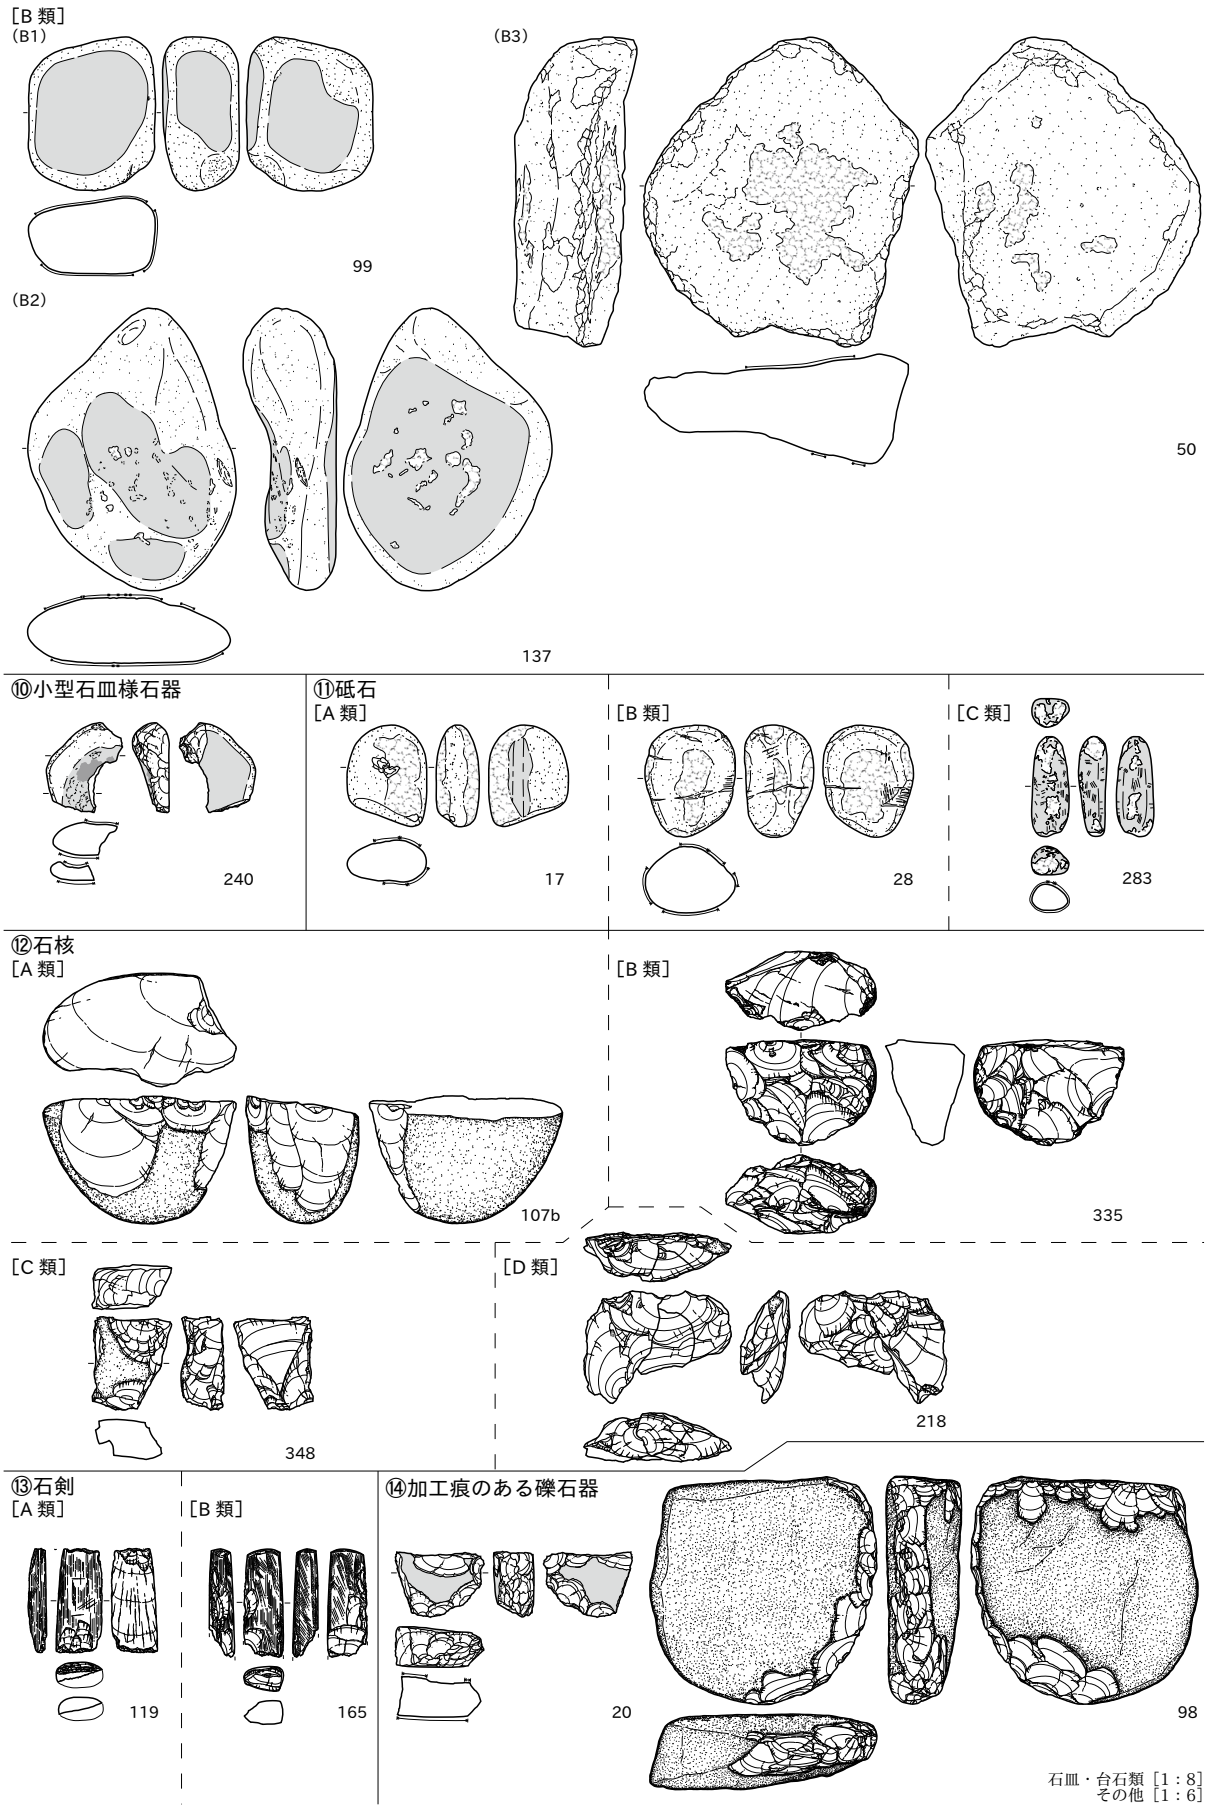 ［B 類］
（B1）
（B3）
99
（B2）
50
137
⑩小型石皿様石器
⑪砥石
［A 類］
［B 類］
［C 類］
240
17
28
283
⑫石核
［A 類］
［B 類］
107b
335
［C 類］
［D 類］
348
218
⑬石剣
［A 類］
［B 類］
⑭加工痕のある礫石器
119
165
20
98
石皿・台石類［1：8］
その他［1：6］